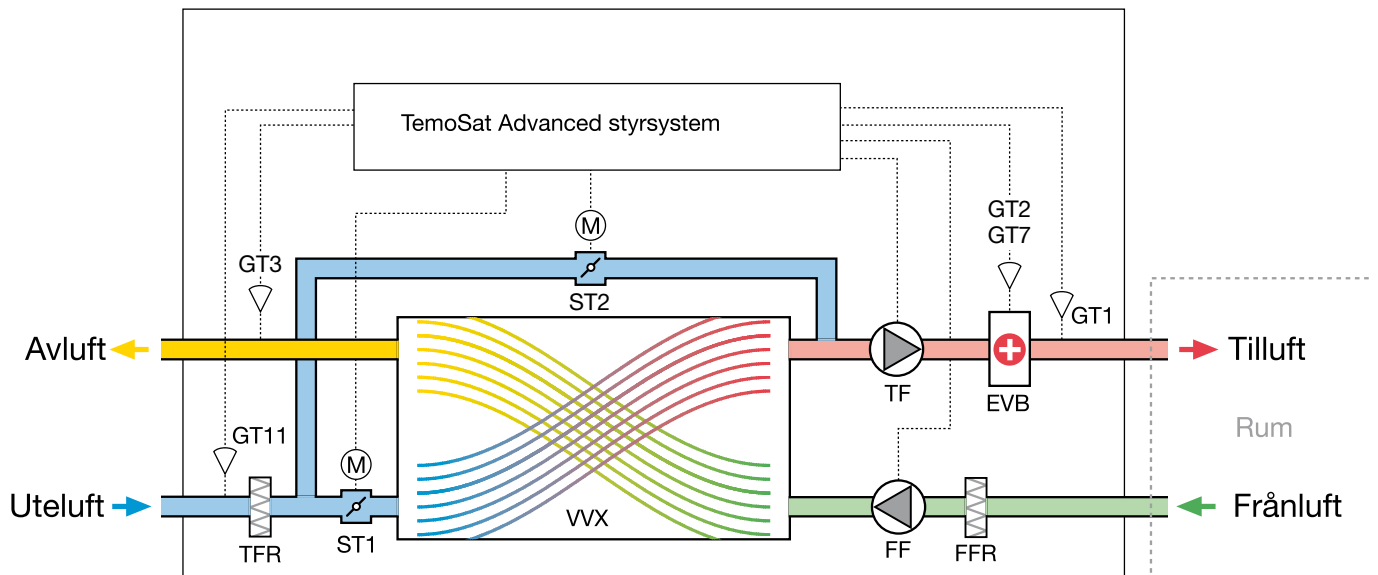 TemoSat Advanced styrsystem
GT2
GT7
M
GT3
ST2
GT1
Avluft
Tilluft
TF
EVB
GT11
Rum
M
Uteluft
Frånluft
VVX
TFR
ST1
FF
FFR